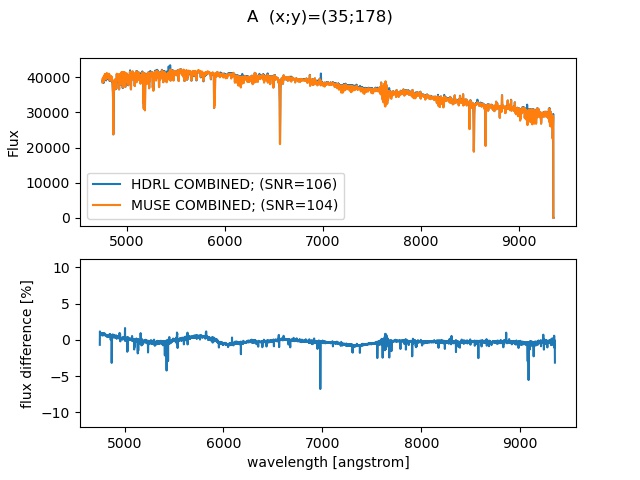 A (x;y)=(35;178)
40000
30000
20000
10000
0
Flux
HDRL COMBINED; (SNR=106)
MUSE COMBINED; (SNR=104)
5000 6000 7000 8000 9000
10
5
0
−5
−10
flux difference [%]
5000 6000 7000 8000 9000
wavelength [angstrom]